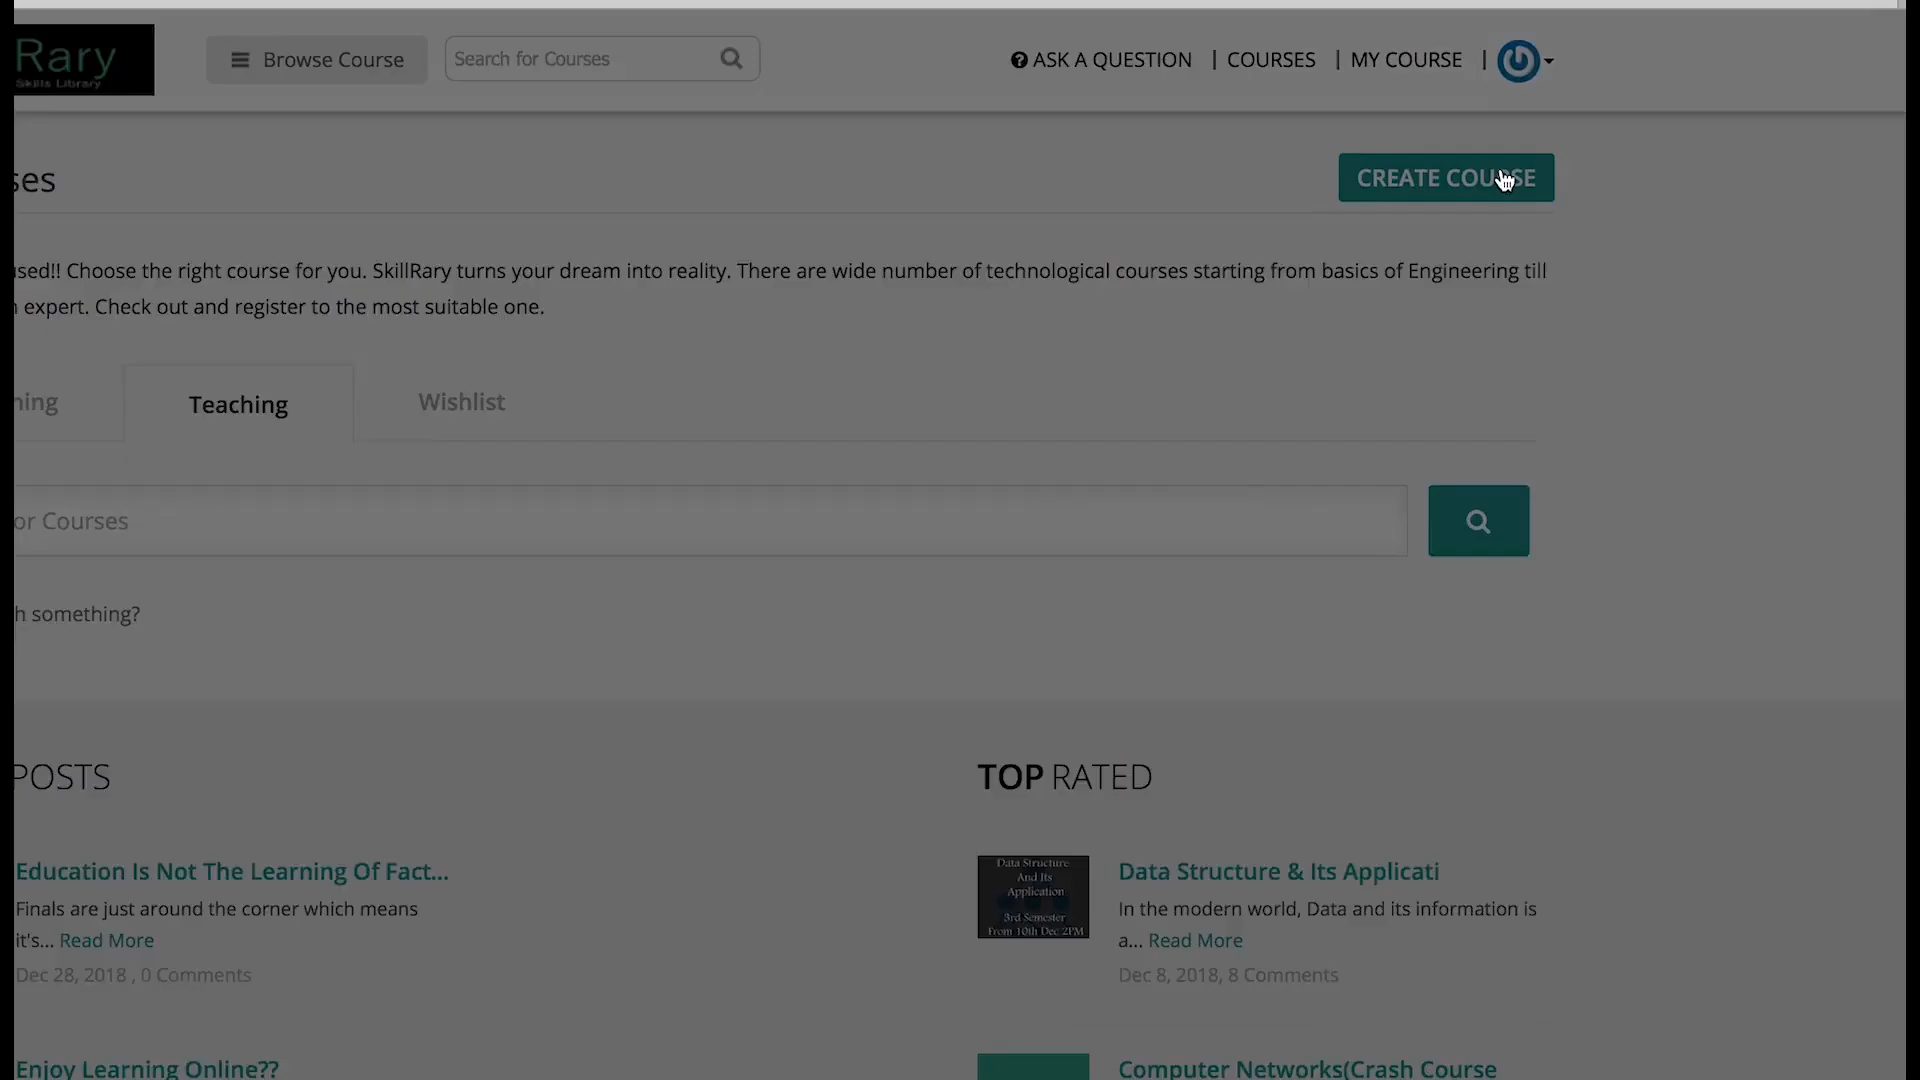 Rary
Skills Library
Browse Course
Search for Courses
ASK A QUESTION | COURSES | MY COURSE |
CREATE COURSE
Choose the right course for you. SkillRary turns your dream into reality. There are wide number of technological courses starting from basics of Engineering till
expert. Check out and register to the most suitable one.
Teaching
Wishlist
or Courses
something?
POSTS
TOP RATED
Education Is Not The Learning Of Fact...
Finals are just around the corner which means
it's... Read More
Dec 28, 2018 , 0 Comments
Data Structure
And Its
Application
3rd Semester
From 10th Dec 2PM
Data Structure & Its Applicati
In the modern world, Data and its information is
a... Read More
Dec 8, 2018, 8 Comments
Enjoy Learning Online??
Computer Networks(Crash Course